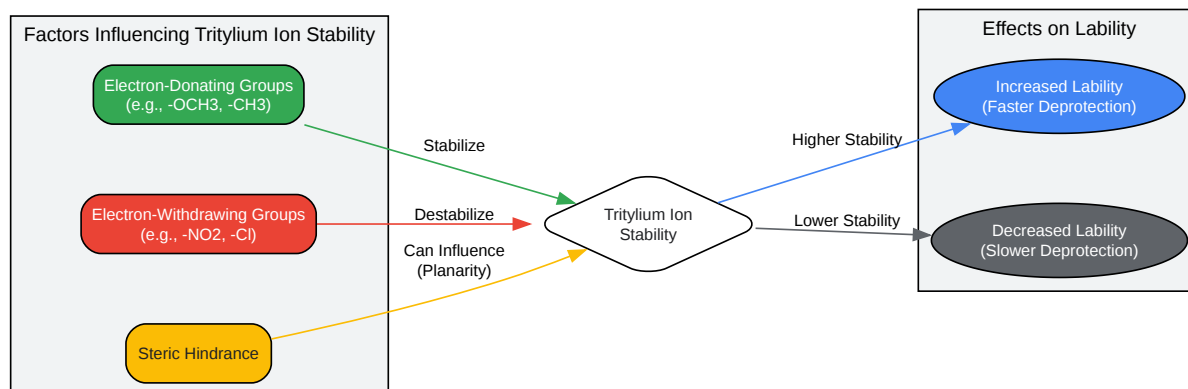 Factors Influencing Tritylium Ion Stability
Electron-Donating Groups
(e.g., -OCH3, -CH3)
Electron-Withdrawing Groups
(e.g., -NO2, -Cl)
Steric Hindrance
Stabilize
Destabilize
Can Influence
(Planarity)
Tritylium Ion
Stability
Higher Stability
Lower Stability
Effects on Lability
Increased Lability
(Faster Deprotection)
Decreased Lability
(Slower Deprotection)